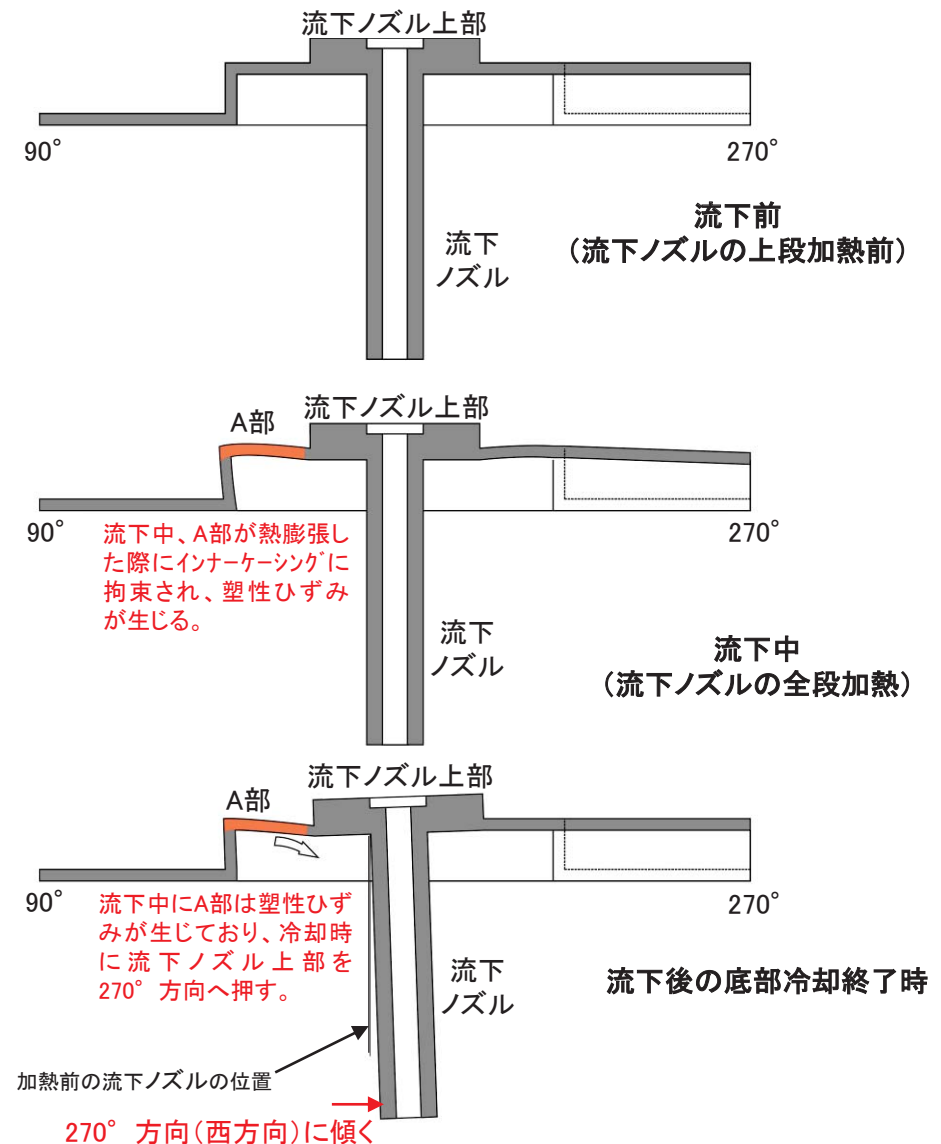 流下ノズル上部
90°
270°
流下
ノズル
流下前
(流下ノズルの上段加熱前)
A部
流下ノズル上部
90°
270°
流下中、A部が熱膨張し
た際にインナーケーシングに
拘束され、塑性ひずみ
が生じる。
流下
ノズル
流下中
(流下ノズルの全段加熱)
流下ノズル上部
A部
90°
270°
流下中にA部は塑性ひず
みが生じており、冷却時
に流下ノズル上部を
270°方向へ押す。
流下
ノズル
流下後の底部冷却終了時
加熱前の流下ノズルの位置
270°方向(西方向)に傾く